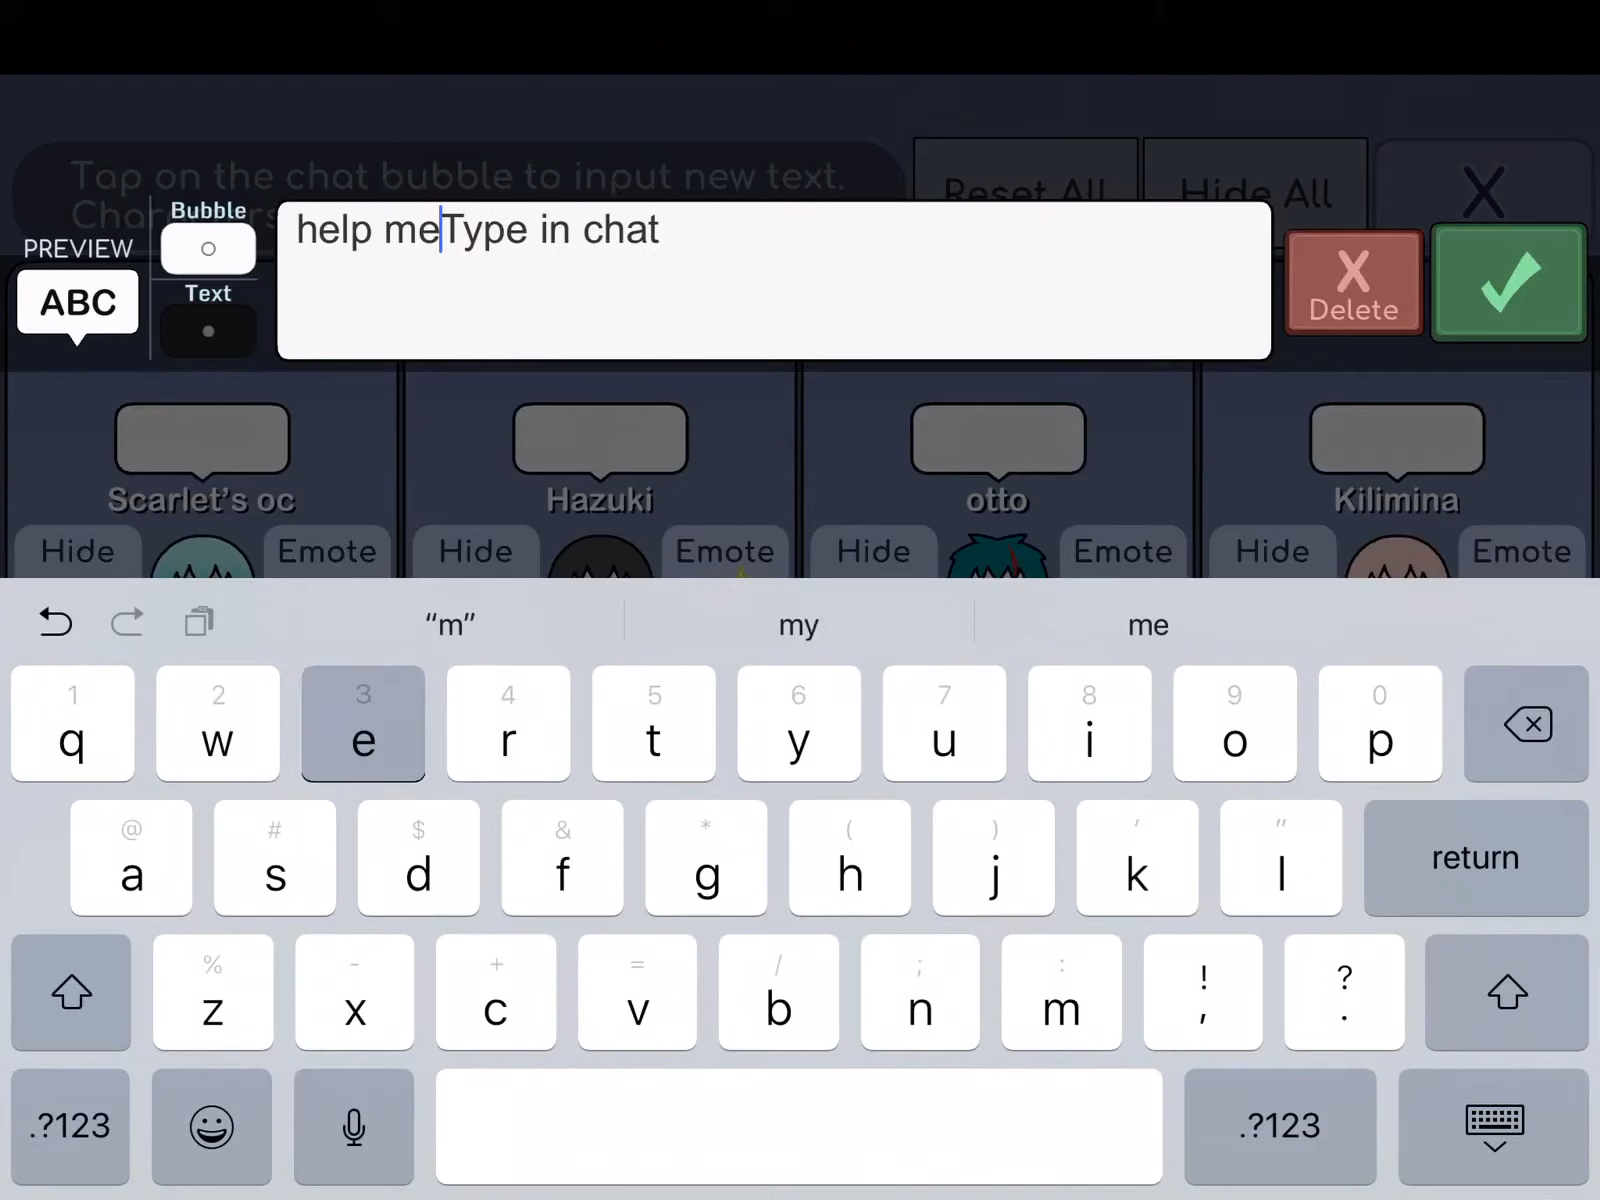 Tap on the chat bubble to input new text.
Characters
Reset All
Hide All
X
PREVIEW
ABC
Bubble
Text
help meType in chat
X
Delete
Scarlet's oc
Hazuki
otto
Kilimina
Hide
Emote
Hide
Emote
Hide
Emote
Hide
Emote
“m”
my
me
1 2 3 4 5 6 7 8 9 0
q w e r t y u i o p
@ # $ & * ( ) ' "
a s d f g h j k l
return
% - + = / ; : ! ?
z x c v b n m , .
.?123
.?123